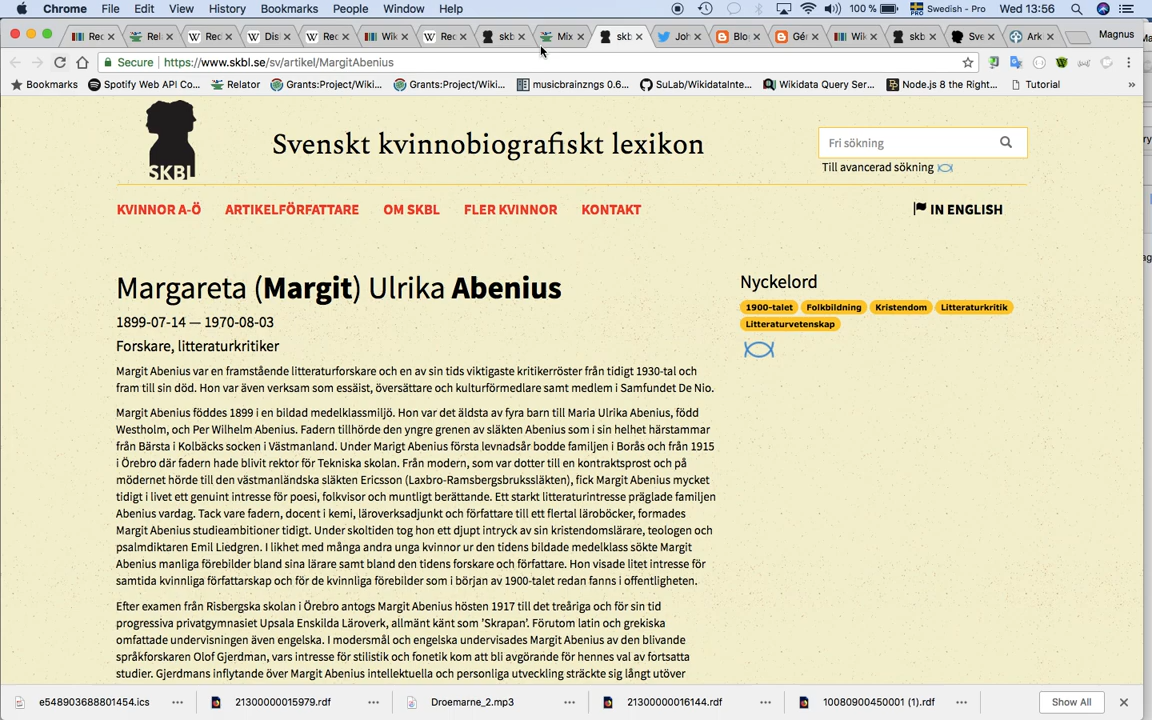 Chrome File Edit View History Bookmarks People Window Help 100 % Swedish - Pro Wed 13:56
Rec Rel Rec Dis Rec Wik Rec skb Mix skb Joh Blo Gér Wik skb Sve Ark Magnus
Secure https://www.skbl.se/sv/artikel/MargitAbenius
Bookmarks Spotify Web API Co... Relator Grants:Project/Wiki... Grants:Project/Wiki... musicbrainzngs 0.6... SuLab/WikidataInte... Wikidata Query Ser... Node.js 8 the Right... Tutorial »
SKBL
Svenskt kvinnobiografiskt lexikon
Fri sökning
Till avancerad sökning
KVINNOR A-Ö ARTIKELFÖRFATTARE OM SKBL FLER KVINNOR KONTAKT IN ENGLISH
Margareta (Margit) Ulrika Abenius
1899-07-14 — 1970-08-03
Forskare, litteraturkritiker
Nyckelord
1900-talet Folkbildning Kristendom Litteraturkritik
Litteraturvetenskap
Margit Abenius var en framstående litteraturforskare och en av sin tids viktigaste kritikerröster från tidigt 1930-tal och
fram till sin död. Hon var även verksam som essäist, översättare och kulturförmedlare samt medlem i Samfundet De Nio.
Margit Abenius föddes 1899 i en bildad medelklassmiljö. Hon var det äldsta av fyra barn till Maria Ulrika Abenius, född
Westholm, och Per Wilhelm Abenius. Fadern tillhörde den yngre grenen av släkten Abenius som i sin helhet härstammar
från Bärsta i Kolbäcks socken i Västmanland. Under Marigt Abenius första levnadsår bodde familjen i Borås och från 1915
i Örebro där fadern hade blivit rektor för Tekniska skolan. Från modern, som var dotter till en kontraktsprost och på
mödernet hörde till den västmanländska släkten Ericsson (Laxbro-Ramsbergsbrukssläkten), fick Margit Abenius mycket
tidigt i livet ett genuint intresse för poesi, folkvisor och muntligt berättande. Ett starkt litteraturintresse präglade familjen
Abenius vardag. Tack vare fadern, docent i kemi, läroverksadjunkt och författare till ett flertal läroböcker, formades
Margit Abenius studieambitioner tidigt. Under skoltiden tog hon ett djupt intryck av sin kristendomslärare, teologen och
psalmdiktaren Emil Liedgren. I likhet med många andra unga kvinnor ur den tidens bildade medelklass sökte Margit
Abenius manliga förebilder bland sina lärare samt bland den tidens forskare och författare. Hon visade litet intresse för
samtida kvinnliga författarskap och för de kvinnliga förebilder som i början av 1900-talet redan fanns i offentligheten.
Efter examen från Risbergska skolan i Örebro antogs Margit Abenius hösten 1917 till det treåriga och för sin tid
progressiva privatgymnasiet Upsala Enskilda Läroverk, allmänt känt som 'Skrapan'. Förutom latin och grekiska
omfattade undervisningen även engelska. I modersmål och engelska undervisades Margit Abenius av den blivande
språkforskaren Olof Gjerdman, vars intresse för stilistik och fonetik kom att bli avgörande för hennes val av fortsatta
studier. Gjerdmans inflytande över Margit Abenius intellektuella och personliga utveckling sträckte sig långt utöver
e548903688801454.ics 21300000015979.rdf Droemarne_2.mp3 21300000016144.rdf 10080900450001 (1).rdf Show All